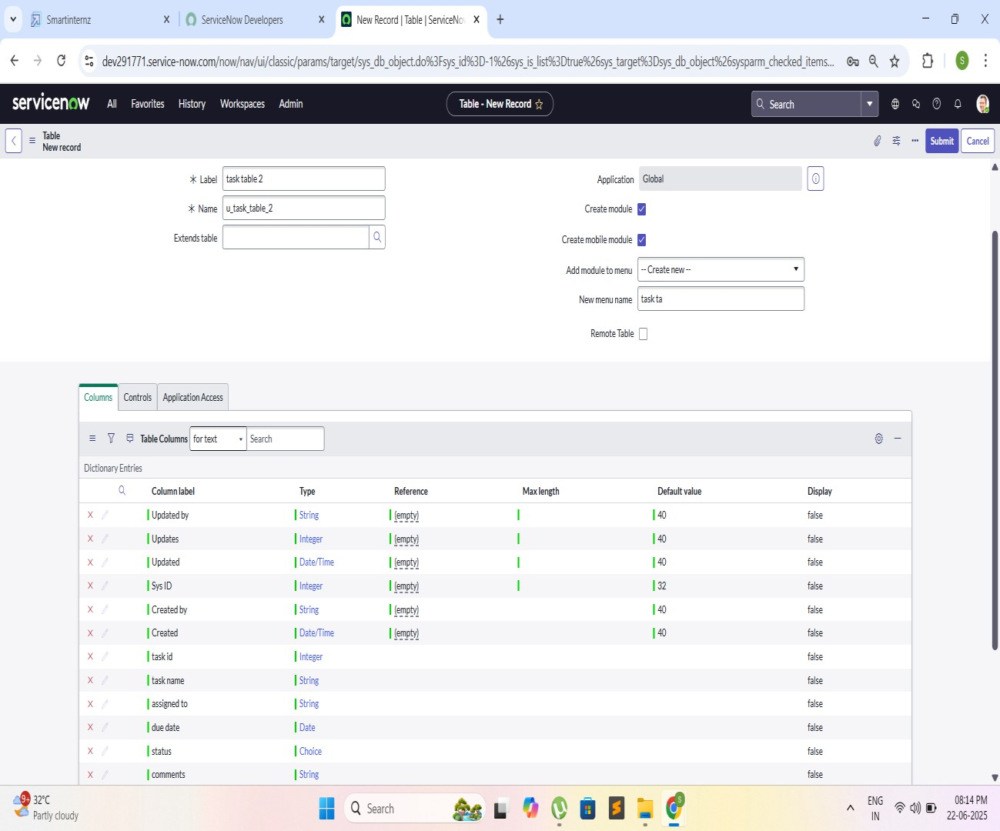 Smartinternz
ServiceNow Developers
New Record | Table | ServiceNo
dev291771.service-now.com/now/nav/ui/classic/params/target/sys_db_object.do%3Fsys_id%3D-1%26sys_is_list%3Dtrue%26sys_target%3Dsys_db_object%26sysparm_checked_items...
S
servicenow All Favorites History Workspaces Admin Table - New Record Search
Table
New record
Submit Cancel
Label task table 2
Name u_task_table_2
Extends table
Application Global
Create module
Create mobile module
Add module to menu -- Create new --
New menu name task ta
Remote Table
Columns Controls Application Access
Table Columns for text Search
Dictionary Entries
Column label Type Reference Max length Default value Display
X Updated by String (empty) 40 false
X Updates Integer (empty) 40 false
X Updated Date/Time (empty) 40 false
X Sys ID Integer (empty) 32 false
X Created by String (empty) 40 false
X Created Date/Time (empty) 40 false
X task id Integer false
X task name String false
X assigned to String false
X due date Date false
X status Choice false
X comments String false
9+ 32°C
Partly cloudy
Search
S
ENG
IN
08:14 PM
22-06-2025